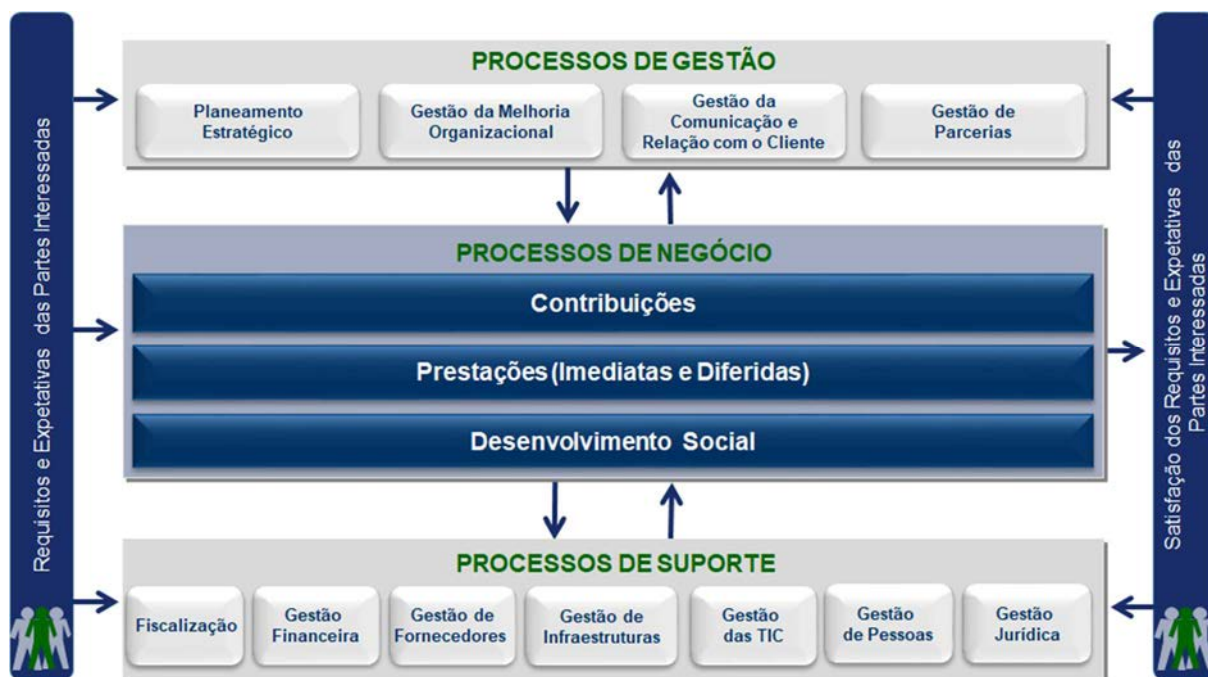 Requisitos e Expetativas das Partes Interessadas
PROCESSOS DE GESTÃO
Planeamento
Estratégico
Gestão da Melhoria
Organizacional
Gestão da
Comunicação e
Relação com o Cliente
Gestão de
Parcerias
PROCESSOS DE NEGÓCIO
Contribuições
Prestações (Imediatas e Diferidas)
Desenvolvimento Social
PROCESSOS DE SUPORTE
Fiscalização
Gestão
Financeira
Gestão de
Fornecedores
Gestão de
Infraestruturas
Gestão
das TIC
Gestão
de Pessoas
Gestão
Jurídica
Satisfação dos Requisitos e Expetativas das
Partes Interessadas